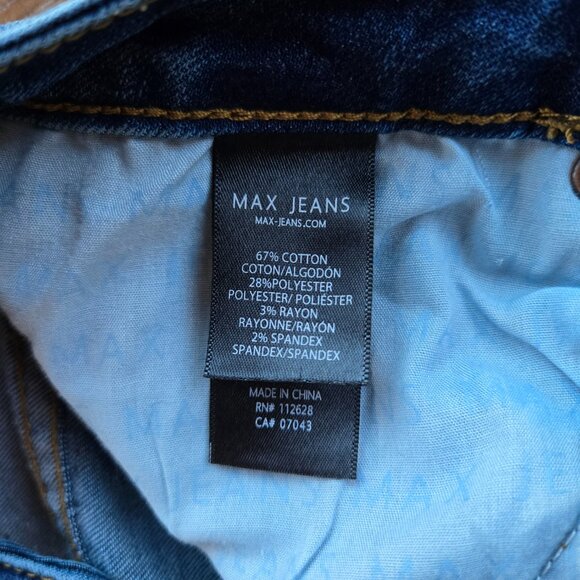 MAX JEANS
MAX-JEANS.COM
67% COTTON
COTON/ALGODÓN
28%POLYESTER
POLYESTER/ POLIÉSTER
3% RAYON
RAYONNE/RAYÓN
2% SPANDEX
SPANDEX/SPANDEX
MADE IN CHINA
RN# 112628
CA# 07043